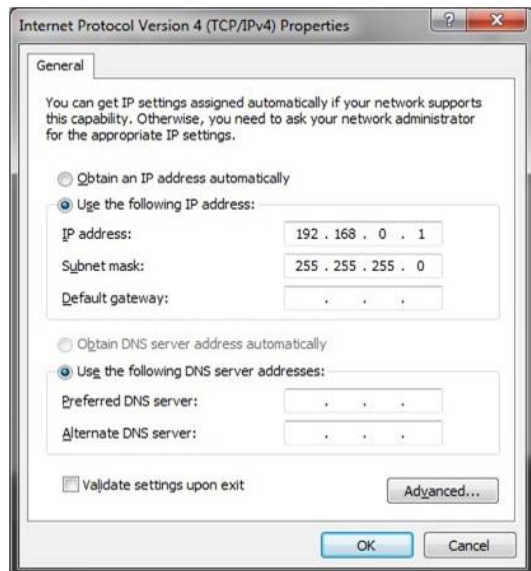 Internet Protocol Version 4 (TCP/IPv4) Properties
General
You can get IP settings assigned automatically if your network supports
this capability. Otherwise, you need to ask your network administrator
for the appropriate IP settings.
Obtain an IP address automatically
Use the following IP address:
IP address: 192 . 168 . 0 . 1
Subnet mask: 255 . 255 . 255 . 0
Default gateway: . . .
Obtain DNS server address automatically
Use the following DNS server addresses:
Preferred DNS server: . . .
Alternate DNS server: . . .
Validate settings upon exit
Advanced...
OK Cancel